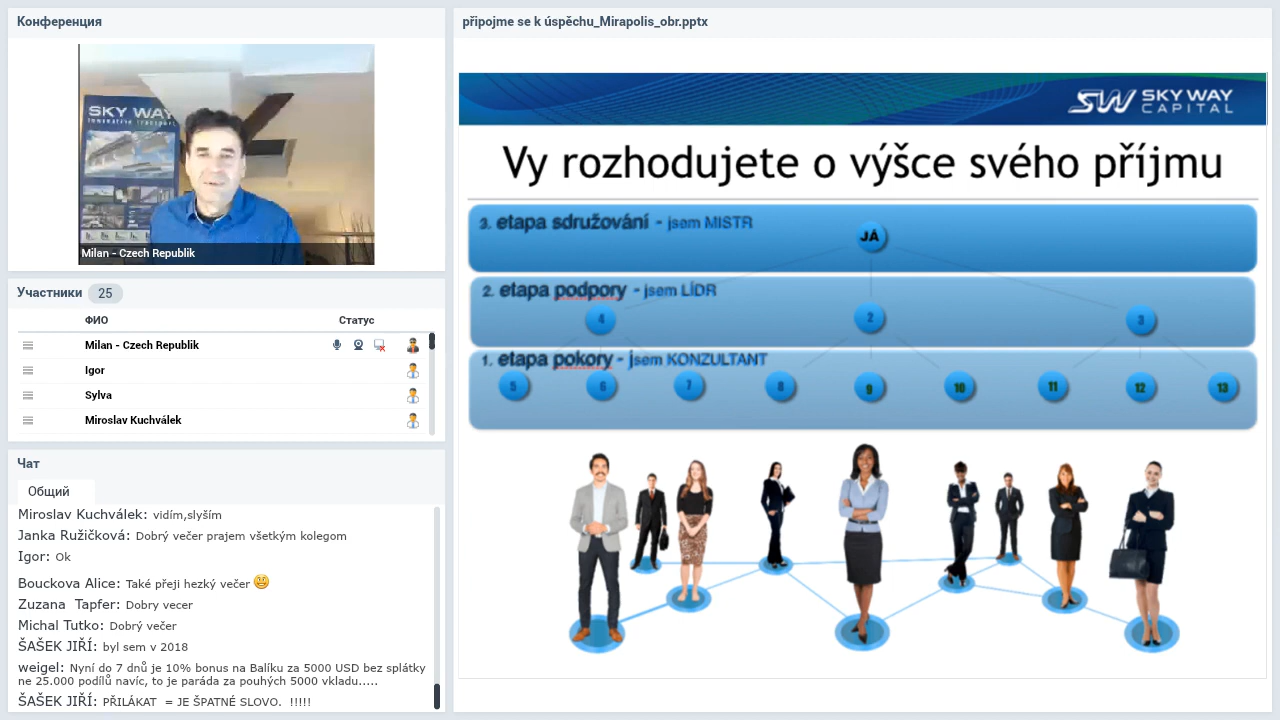 Конференция
SKY WAY
Milan - Czech Republik
Участники 25
ФИО Статус
Milan - Czech Republik
Igor
Sylva
Miroslav Kuchválek
Чат
Общий
Miroslav Kuchválek: vidím,slyším
Janka Ružičková: Dobrý večer prajem všetkým kolegom
Igor: Ok
Bouckova Alice: Také přeji hezký večer
Zuzana Tapfer: Dobry vecer
Michal Tutko: Dobrý večer
ŠAŠEK JIŘÍ: byl sem v 2018
weigel: Nyní do 7 dnů je 10% bonus na Balíku za 5000 USD bez splátky
ne 25.000 podílů navíc, to je paráda za pouhých 5000 vkladu.....
ŠAŠEK JIŘÍ: PŘILÁKAT = JE ŠPATNÉ SLOVO. !!!!!
připojme se k úspěchu_Mirapolis_obr.pptx
SW SKY WAY
CAPITAL
Vy rozhodujete o výšce svého příjmu
3. etapa sdružování - jsem MISTR
JÁ
2. etapa podpory - jsem LÍDR
4 2 3
1. etapa pokory - jsem KONZULTANT
5 6 7 8 9 10 11 12 13